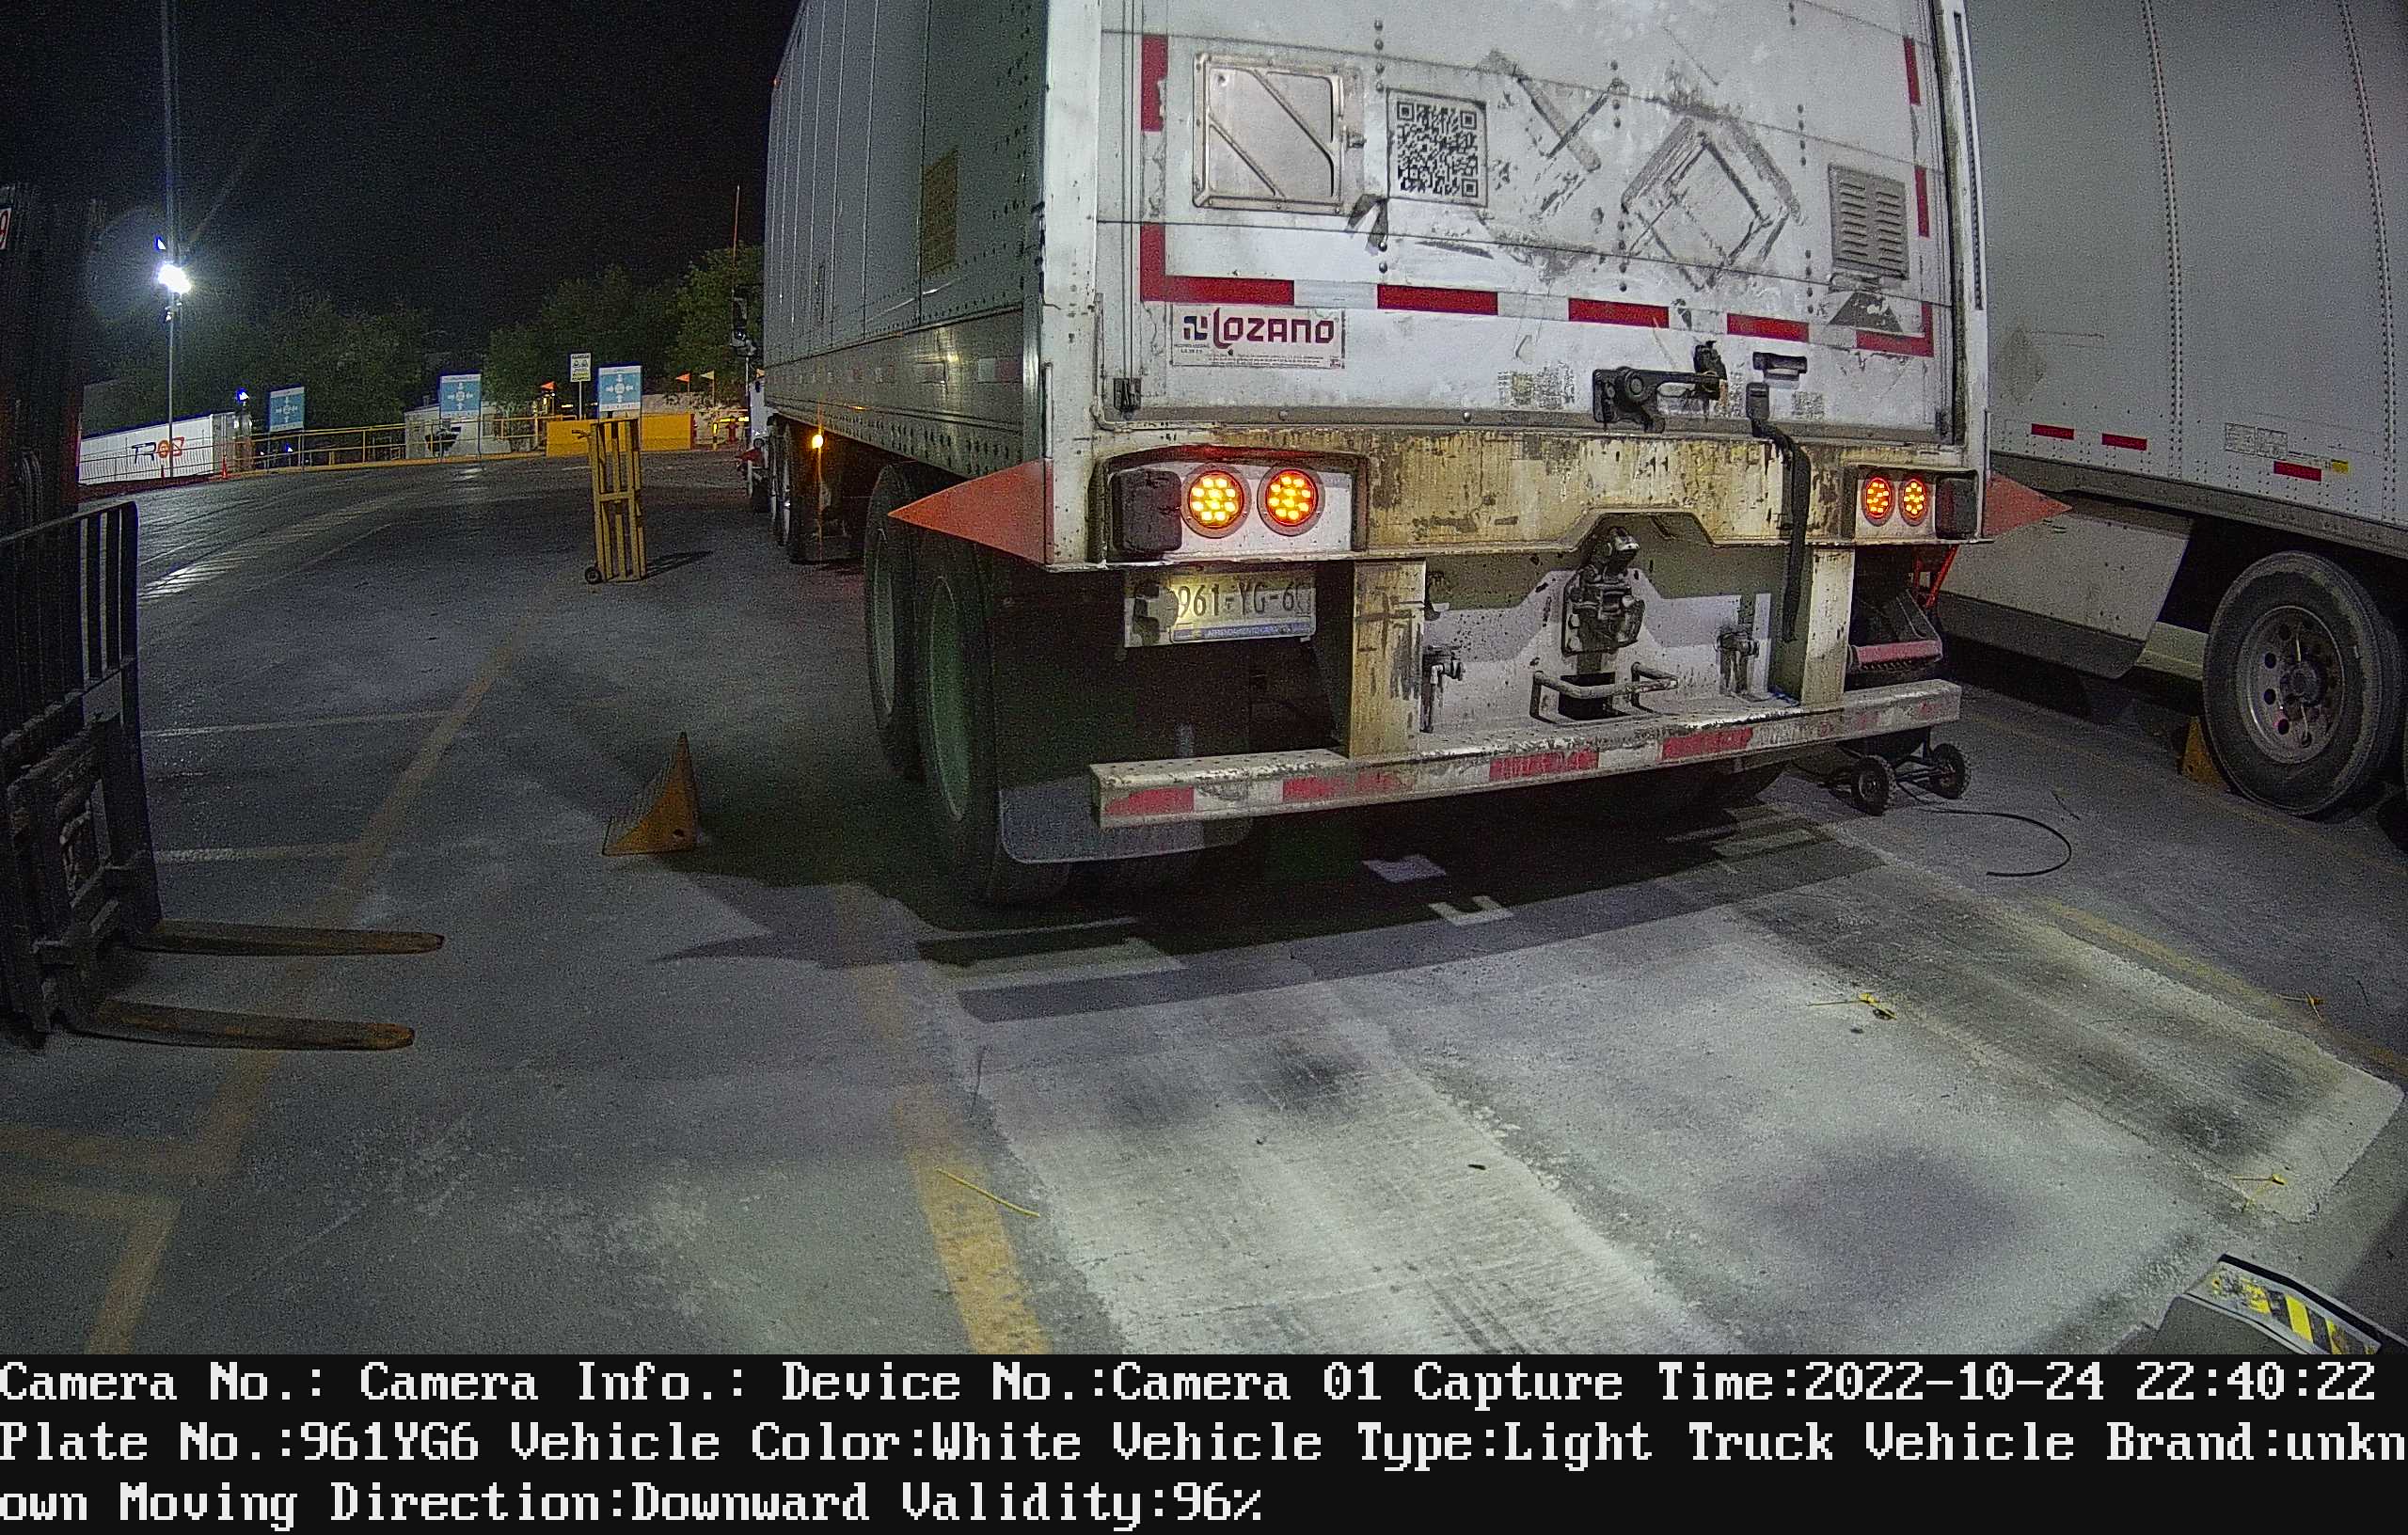 LOZANO
TROB
961-YG-6
ARRENDAMIENTO
Camera No.: Camera Info.: Device No.:Camera 01 Capture Time:2022-10-24 22:40:22
Plate No.:961YG6 Vehicle Color:White Vehicle Type:Light Truck Vehicle Brand:unkn
own Moving Direction:Downward Validity:96%